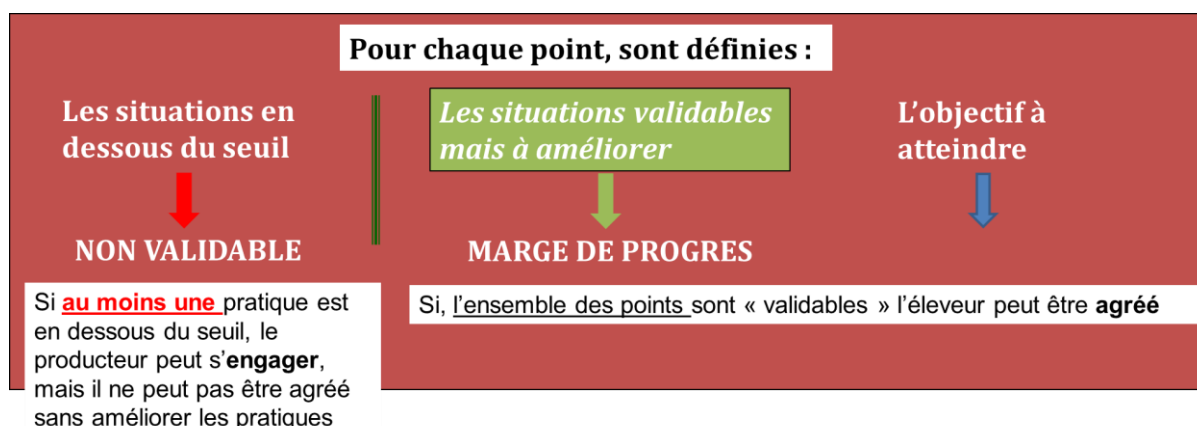 Pour chaque point, sont définies :
Les situations en
dessous du seuil
NON VALIDABLE
Si au moins une pratique est
en dessous du seuil, le
producteur peut s’engager,
mais il ne peut pas être agréé
sans améliorer les pratiques
Les situations validables
mais à améliorer
MARGE DE PROGRES
L’objectif à
atteindre
Si, l’ensemble des points sont « validables » l’éleveur peut être agréé